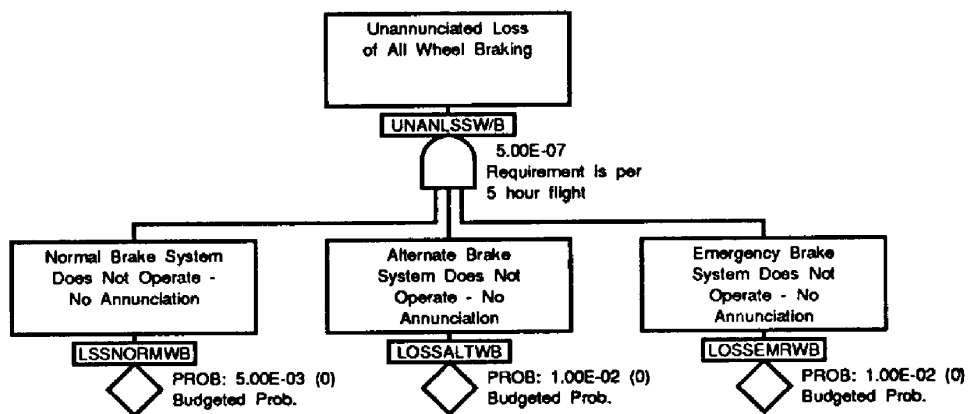 Unannunciated Loss
of All Wheel Braking
UNANLSSW/B
5.00E-07
Requirement is per
5 hour flight
Normal Brake System
Does Not Operate -
No Annunciation
LSSNORMWB
PROB: 5.00E-03 (0)
Budgeted Prob.
Alternate Brake
System Does Not
Operate - No
Annunciation
LOSSALTWB
PROB: 1.00E-02 (0)
Budgeted Prob.
Emergency Brake
System Does Not
Operate - No
Annunciation
LOSSEMRWB
PROB: 1.00E-02 (0)
Budgeted Prob.